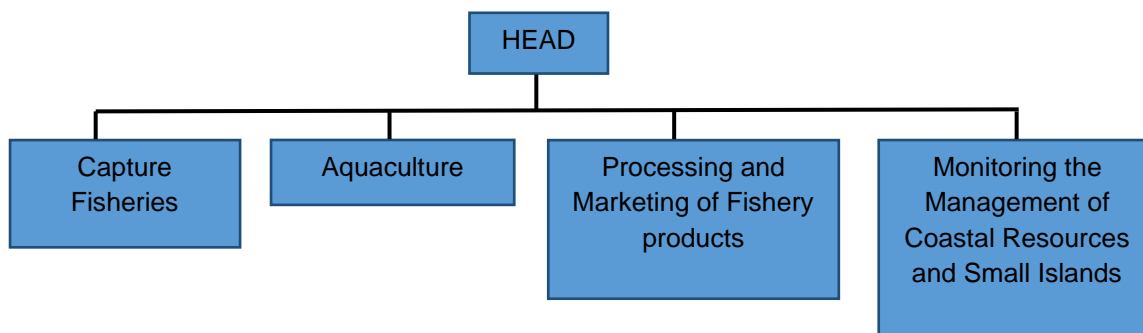 HEAD
Capture
Fisheries
Aquaculture
Processing and
Marketing of Fishery
products
Monitoring the
Management of
Coastal Resources
and Small Islands